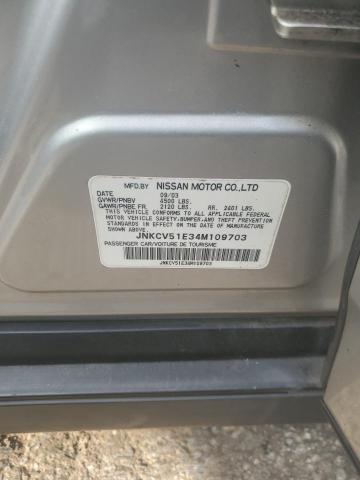 MFD.BY NISSAN MOTOR CO.,LTD
DATE 09/03
GVWR/PNBV 4500 LBS.
GAWR/PNBE FR. 2120 LBS. RR. 2401 LBS.
THIS VEHICLE CONFORMS TO ALL APPLICABLE FEDERAL
MOTOR VEHICLE SAFETY,BUMPER,AND THEFT PREVENTION
STANDARDS IN EFFECT ON THE DATE OF MANUFACTURE
SHOWN ABOVE.
JNKCV51E34M109703
PASSENGER CAR/VOITURE DE TOURISME
JNKCV51E34M109703